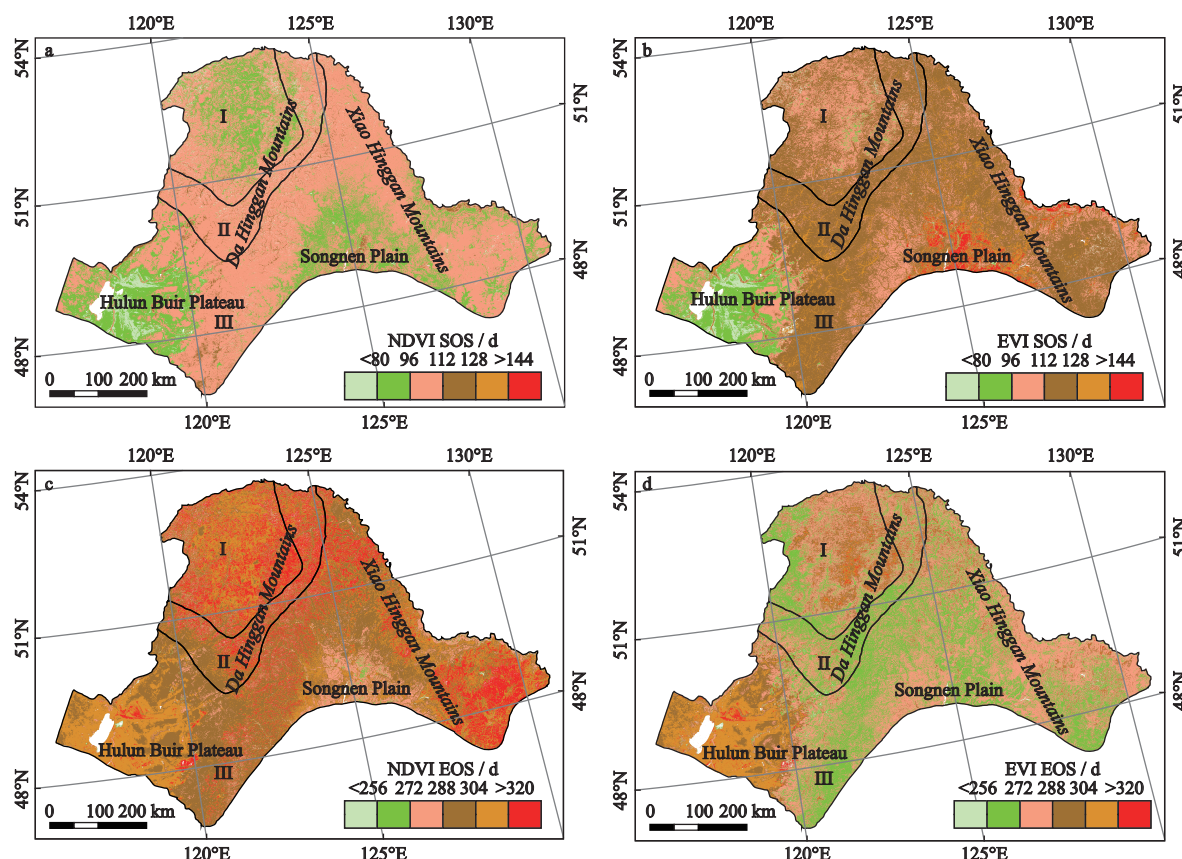 120°E 125°E 130°E
54°N
a
51°N
I
Da Hinggan Mountains
Xiao Hinggan Mountains
51°N
II
48°N
Songnen Plain
Hulun Buir Plateau
III
48°N
NDVI SOS / d
<80 96 112 128 >144
0 100 200 km
120°E 125°E
120°E 125°E 130°E
54°N
b
51°N
I
Da Hinggan Mountains
Xiao Hinggan Mountains
51°N
II
48°N
Songnen Plain
Hulun Buir Plateau
III
48°N
EVI SOS / d
<80 96 112 128 >144
0 100 200 km
120°E 125°E
120°E 125°E 130°E
54°N
c
51°N
I
Da Hinggan Mountains
Xiao Hinggan Mountains
51°N
II
48°N
Songnen Plain
Hulun Buir Plateau
III
48°N
NDVI EOS / d
<256 272 288 304 >320
0 100 200 km
120°E 125°E
120°E 125°E 130°E
54°N
d
51°N
I
Da Hinggan Mountains
Xiao Hinggan Mountains
51°N
II
48°N
Songnen Plain
Hulun Buir Plateau
III
48°N
EVI EOS / d
<256 272 288 304 >320
0 100 200 km
120°E 125°E